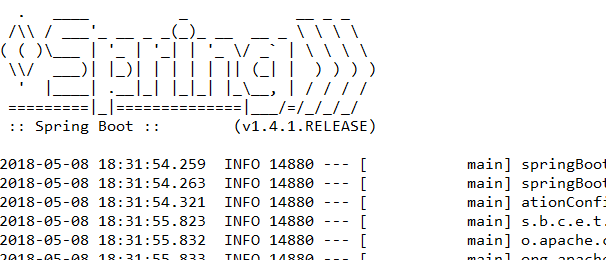 .   ____          _            __ _ _
 /\\ / ___'_ __ _ _(_)_ __  __ _ \ \ \ \
( ( )\___ | '_ | '_| | '_ \/ _` | \ \ \ \
 \\/  ___)| |_)| | | | | || (_| |  ) ) ) )
  '  |____| .__|_| |_|_| |_\__, | / / / /
 =========|_|==============|___/=/_/_/_/
 :: Spring Boot ::        (v1.4.1.RELEASE)
2018-05-08 18:31:54.259  INFO 14880 --- [           main] springBoot
2018-05-08 18:31:54.263  INFO 14880 --- [           main] springBoot
2018-05-08 18:31:54.321  INFO 14880 --- [           main] ationConfi
2018-05-08 18:31:55.823  INFO 14880 --- [           main] s.b.c.e.t.
2018-05-08 18:31:55.832  INFO 14880 --- [           main] o.apache.c
2018-05-08 18:31:55.833  INFO 14880 --- [           main] org.apache